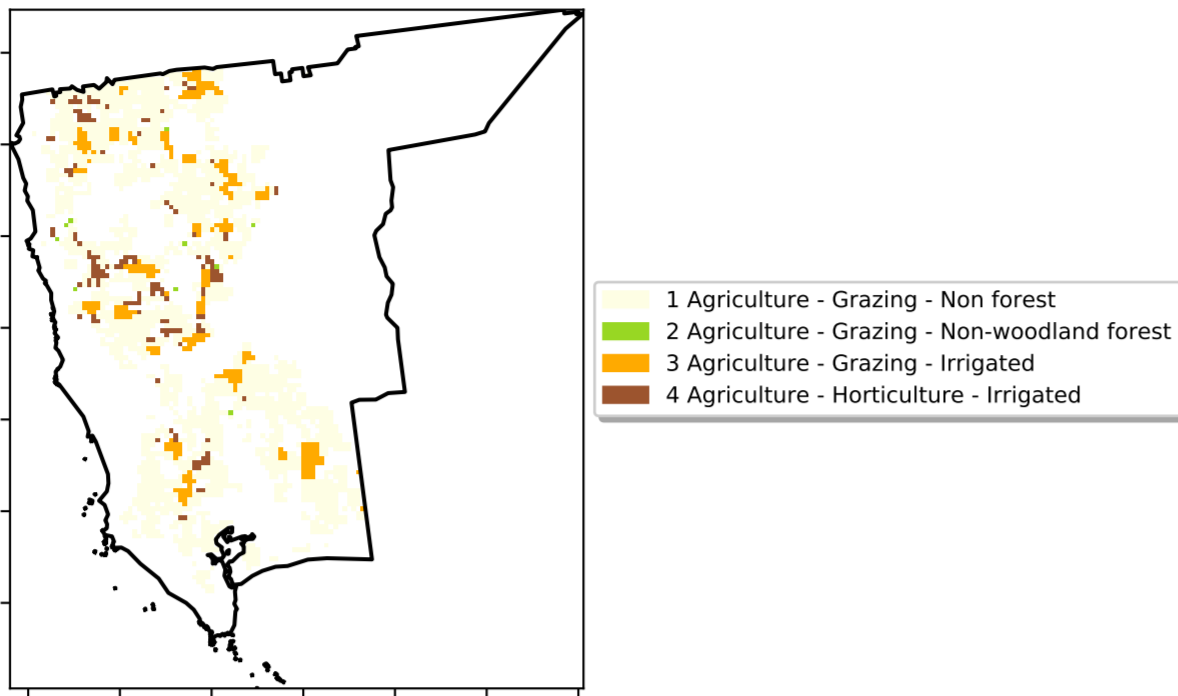 1 Agriculture - Grazing - Non forest
2 Agriculture - Grazing - Non-woodland forest
3 Agriculture - Grazing - Irrigated
4 Agriculture - Horticulture - Irrigated